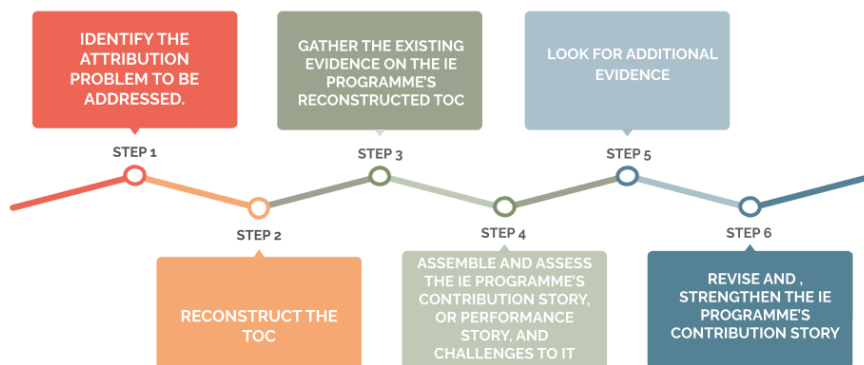 IDENTIFY THE
ATTRIBUTION
PROBLEM TO BE
ADDRESSED.
STEP 1
RECONSTRUCT THE
TOC
STEP 2
GATHER THE EXISTING
EVIDENCE ON THE IE
PROGRAMME'S
RECONSTRUCTED TOC
STEP 3
STEP 4
ASSEMBLE AND ASSESS
THE IE PROGRAMME'S
CONTRIBUTION STORY,
OR PERFORMANCE
STORY, AND
CHALLENGES TO IT
LOOK FOR ADDITIONAL
EVIDENCE
STEP 5
STEP 6
REVISE AND ,
STRENGTHEN THE IE
PROGRAMME'S
CONTRIBUTION STORY